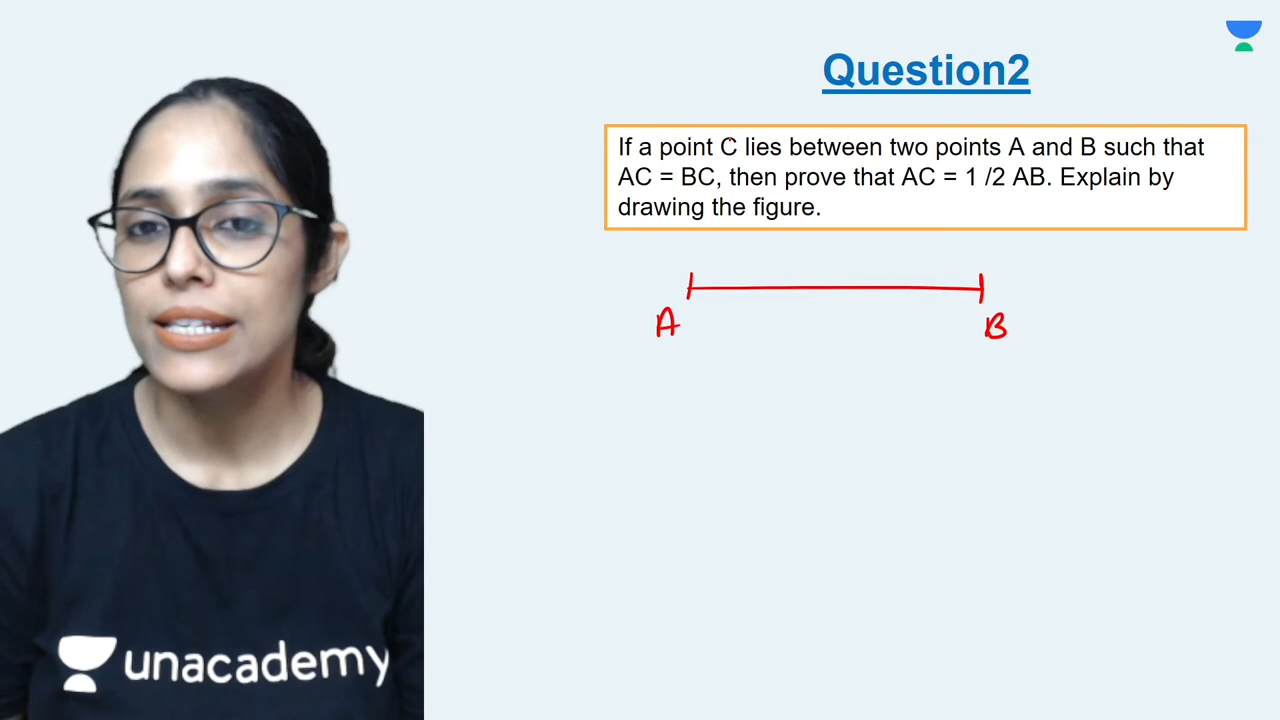 Question2
If a point C lies between two points A and B such that
AC = BC, then prove that AC = 1 /2 AB. Explain by
drawing the figure.
A
B
unacademy